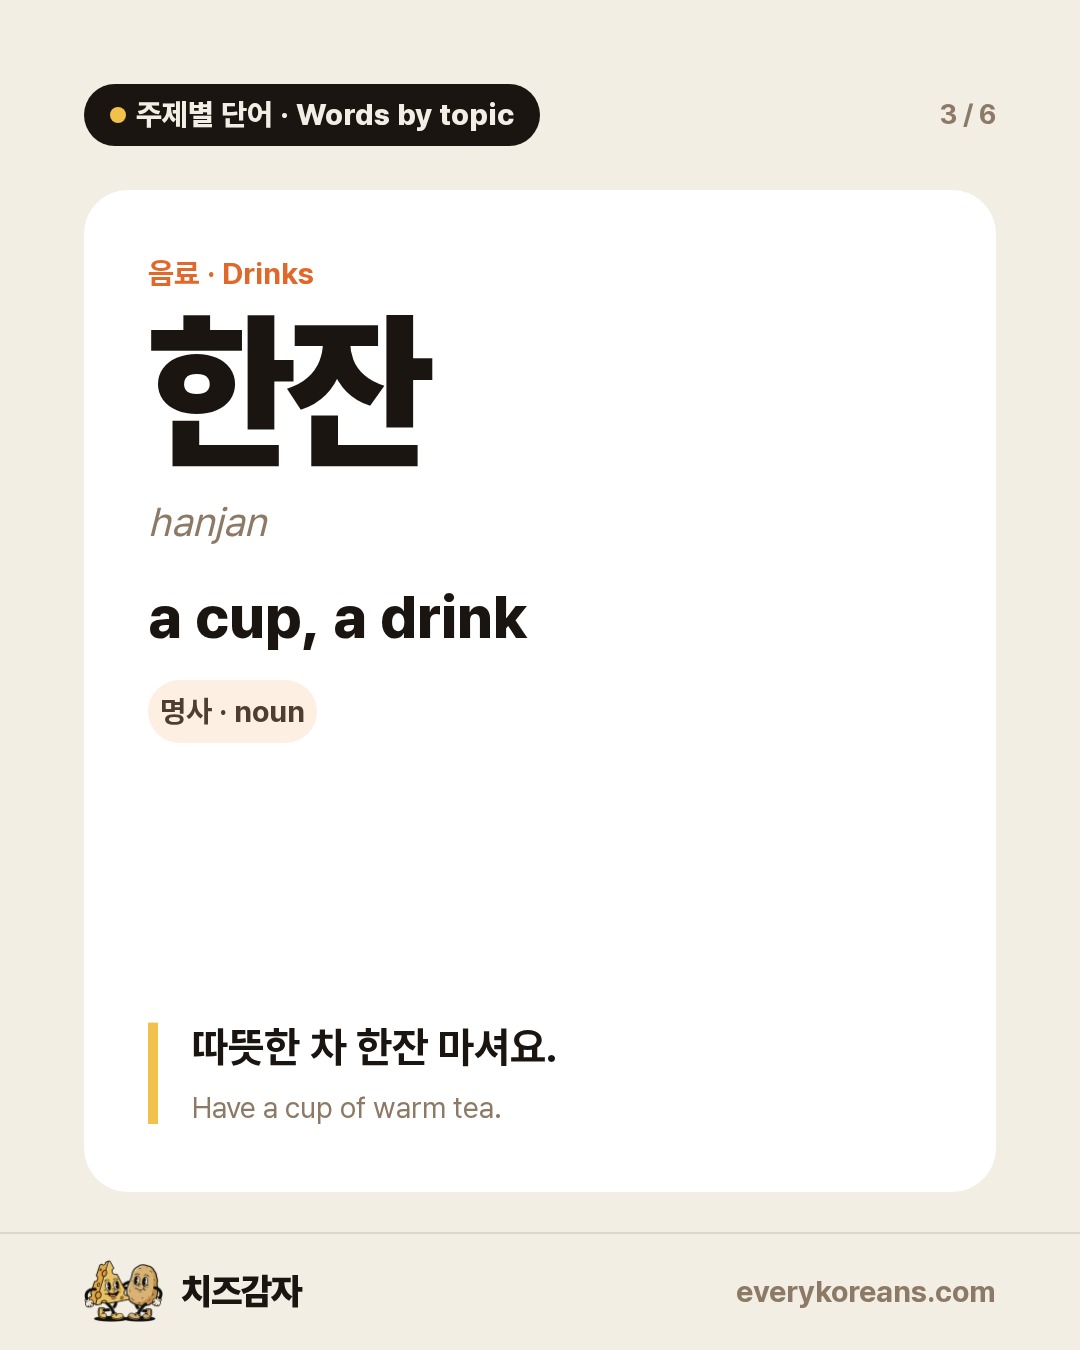 주제별 단어 · Words by topic
3 / 6
음료 · Drinks
한잔
hanjan
a cup, a drink
명사 · noun
따뜻한 차 한잔 마셔요.
Have a cup of warm tea.
치즈감자
everykoreans.com